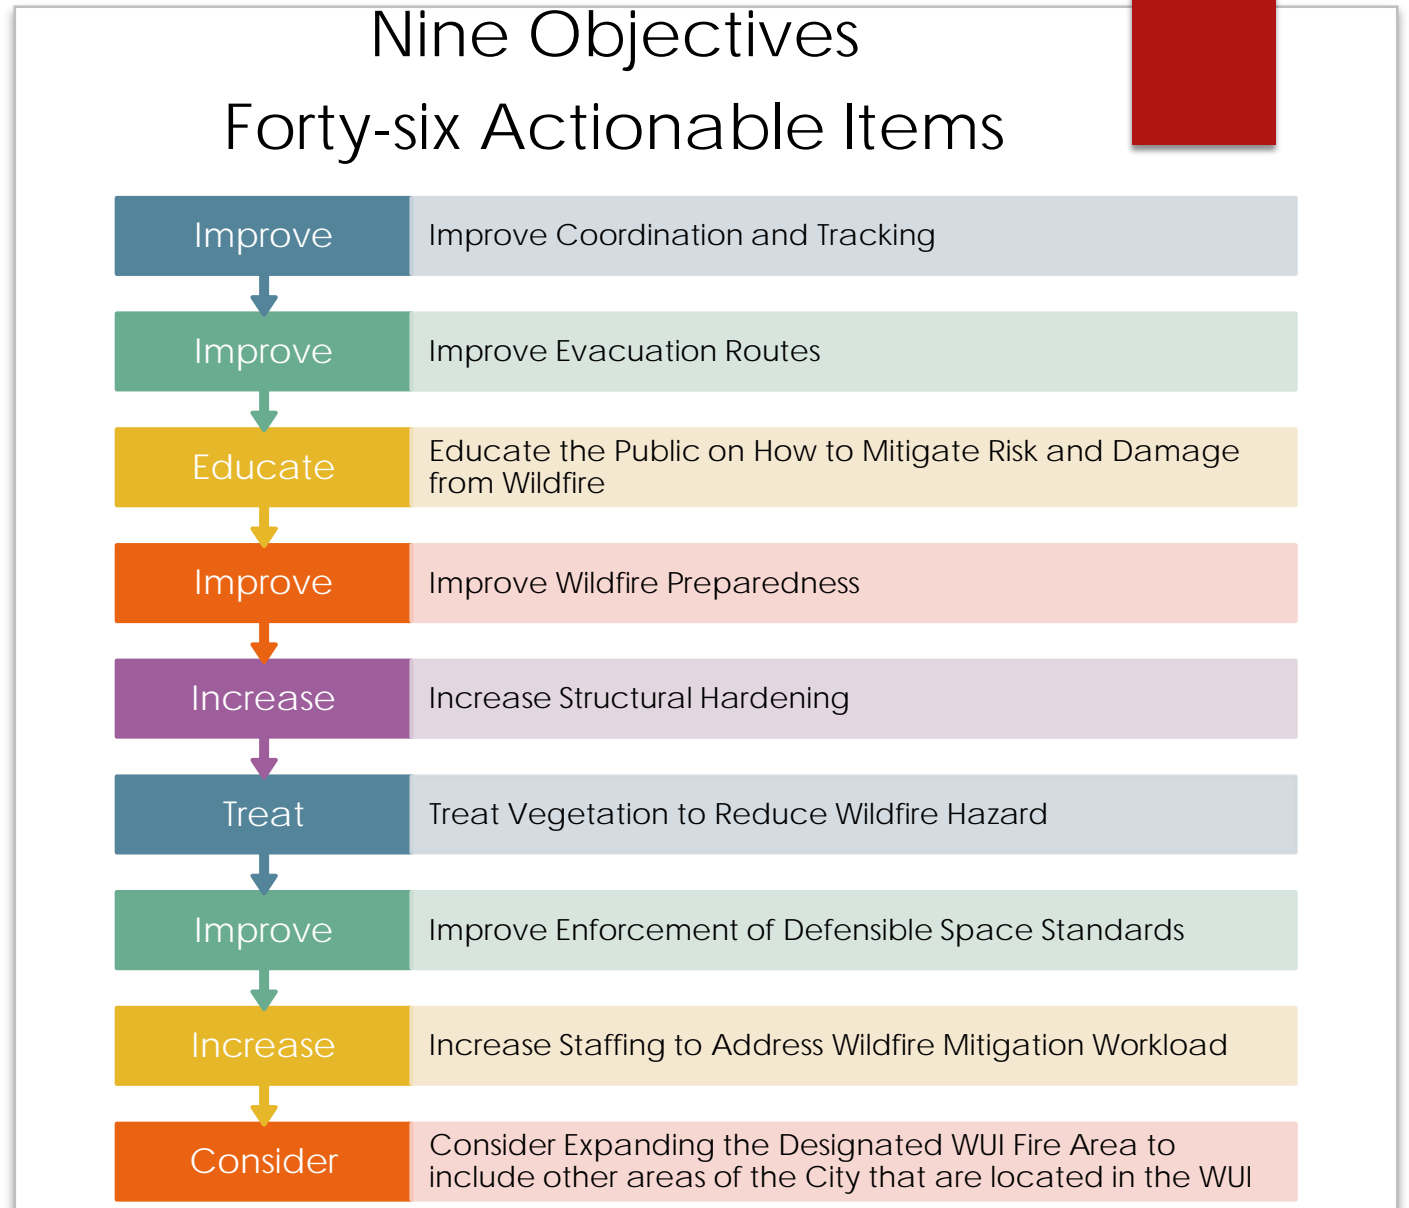 Nine Objectives
Forty-six Actionable Items
Improve
Improve Coordination and Tracking
Improve
Improve Evacuation Routes
Educate
Educate the Public on How to Mitigate Risk and Damage
from Wildfire
Improve
Improve Wildfire Preparedness
Increase
Increase Structural Hardening
Treat
Treat Vegetation to Reduce Wildfire Hazard
Improve
Improve Enforcement of Defensible Space Standards
Increase
Increase Staffing to Address Wildfire Mitigation Workload
Consider
Consider Expanding the Designated WUI Fire Area to
include other areas of the City that are located in the WUI